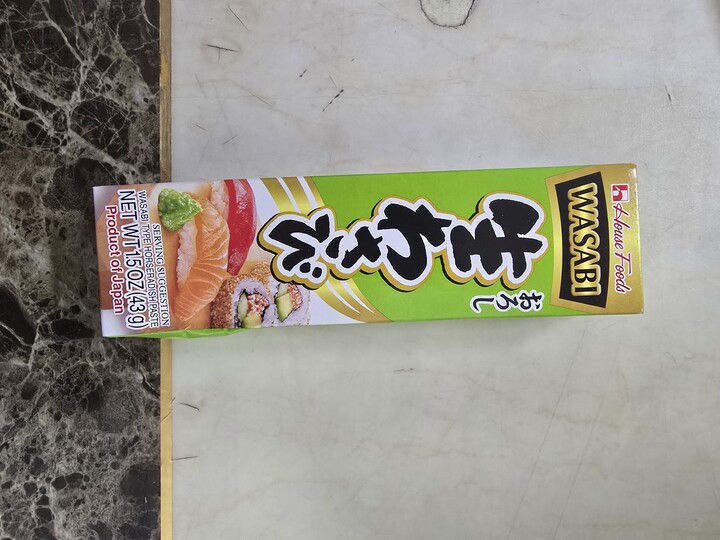 House Foods
WASABI
おろし
生わさび
SERVING SUGGESTION
WASABI TYPE HORSERADISH PASTE
NET WT 1.5 OZ (43g)
Product of Japan